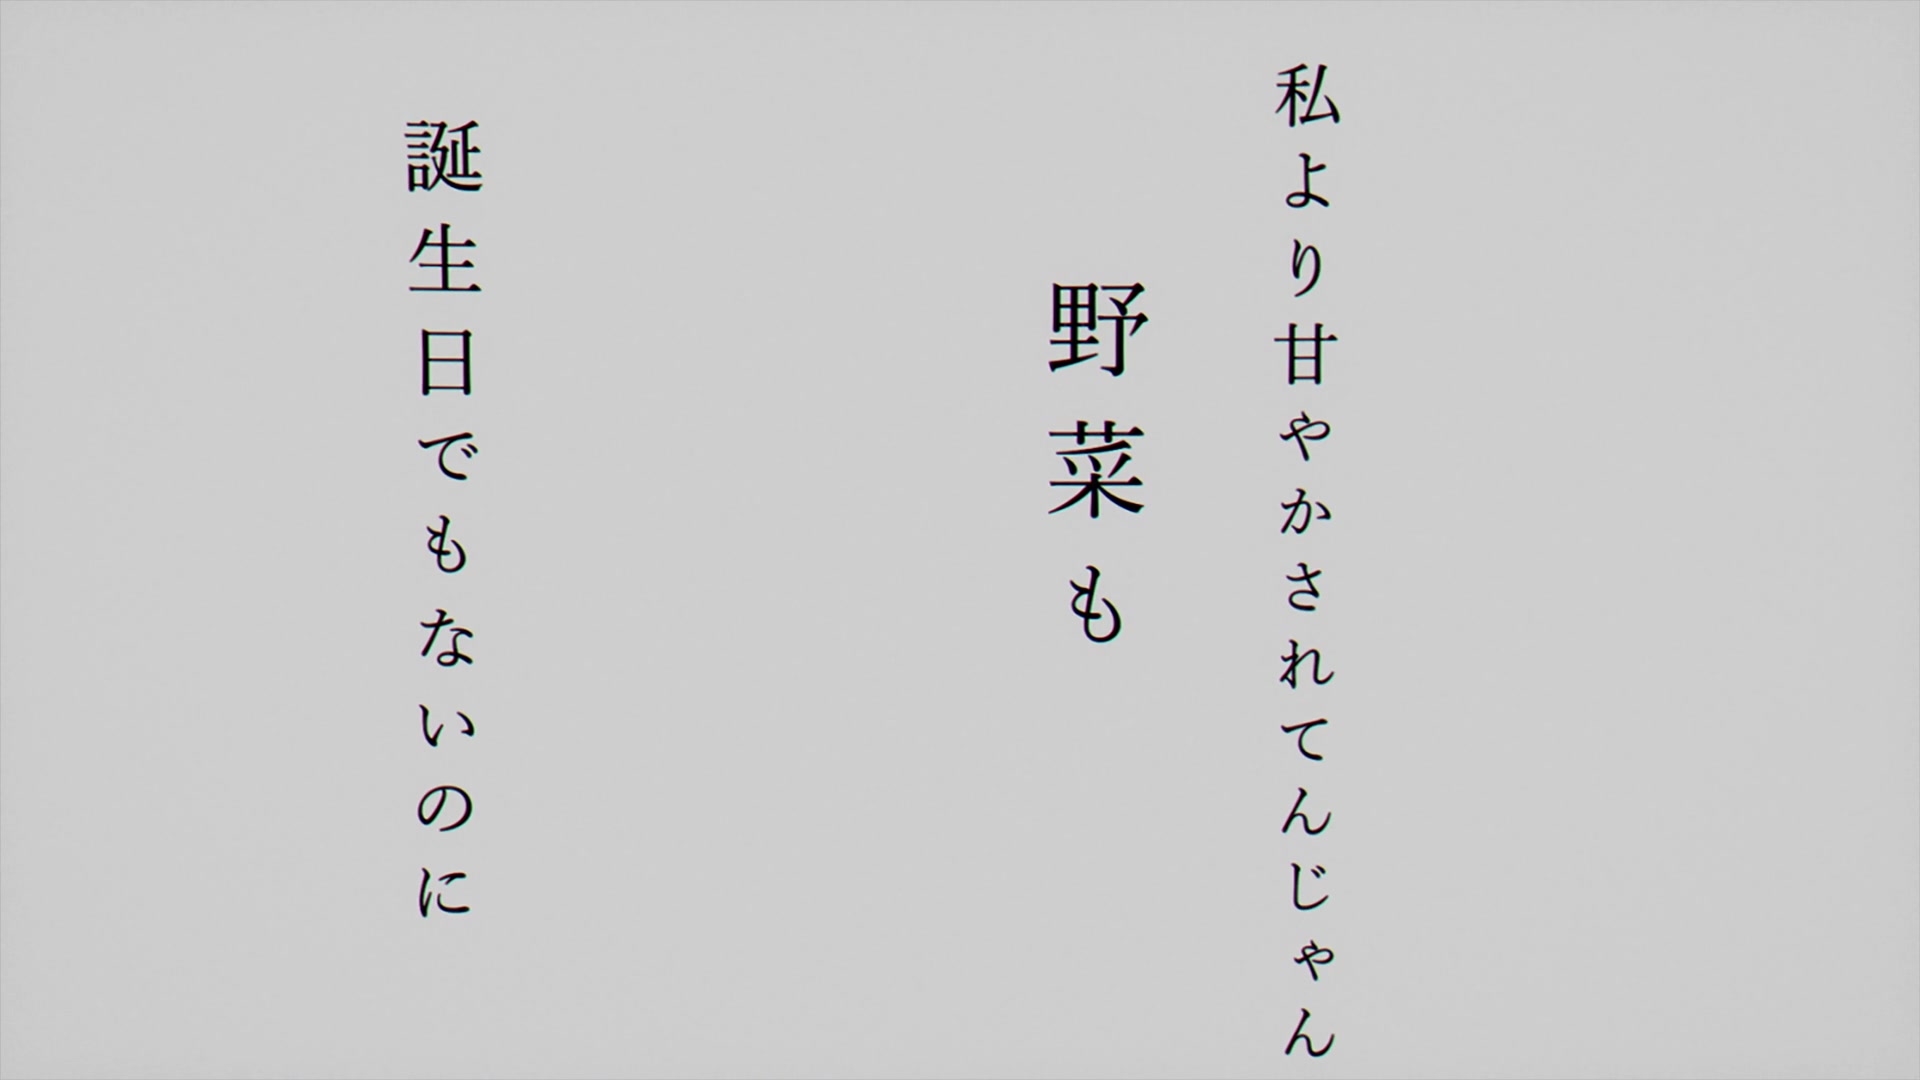 私より甘やかされてんじゃん
野菜も
誕生日でもないのに